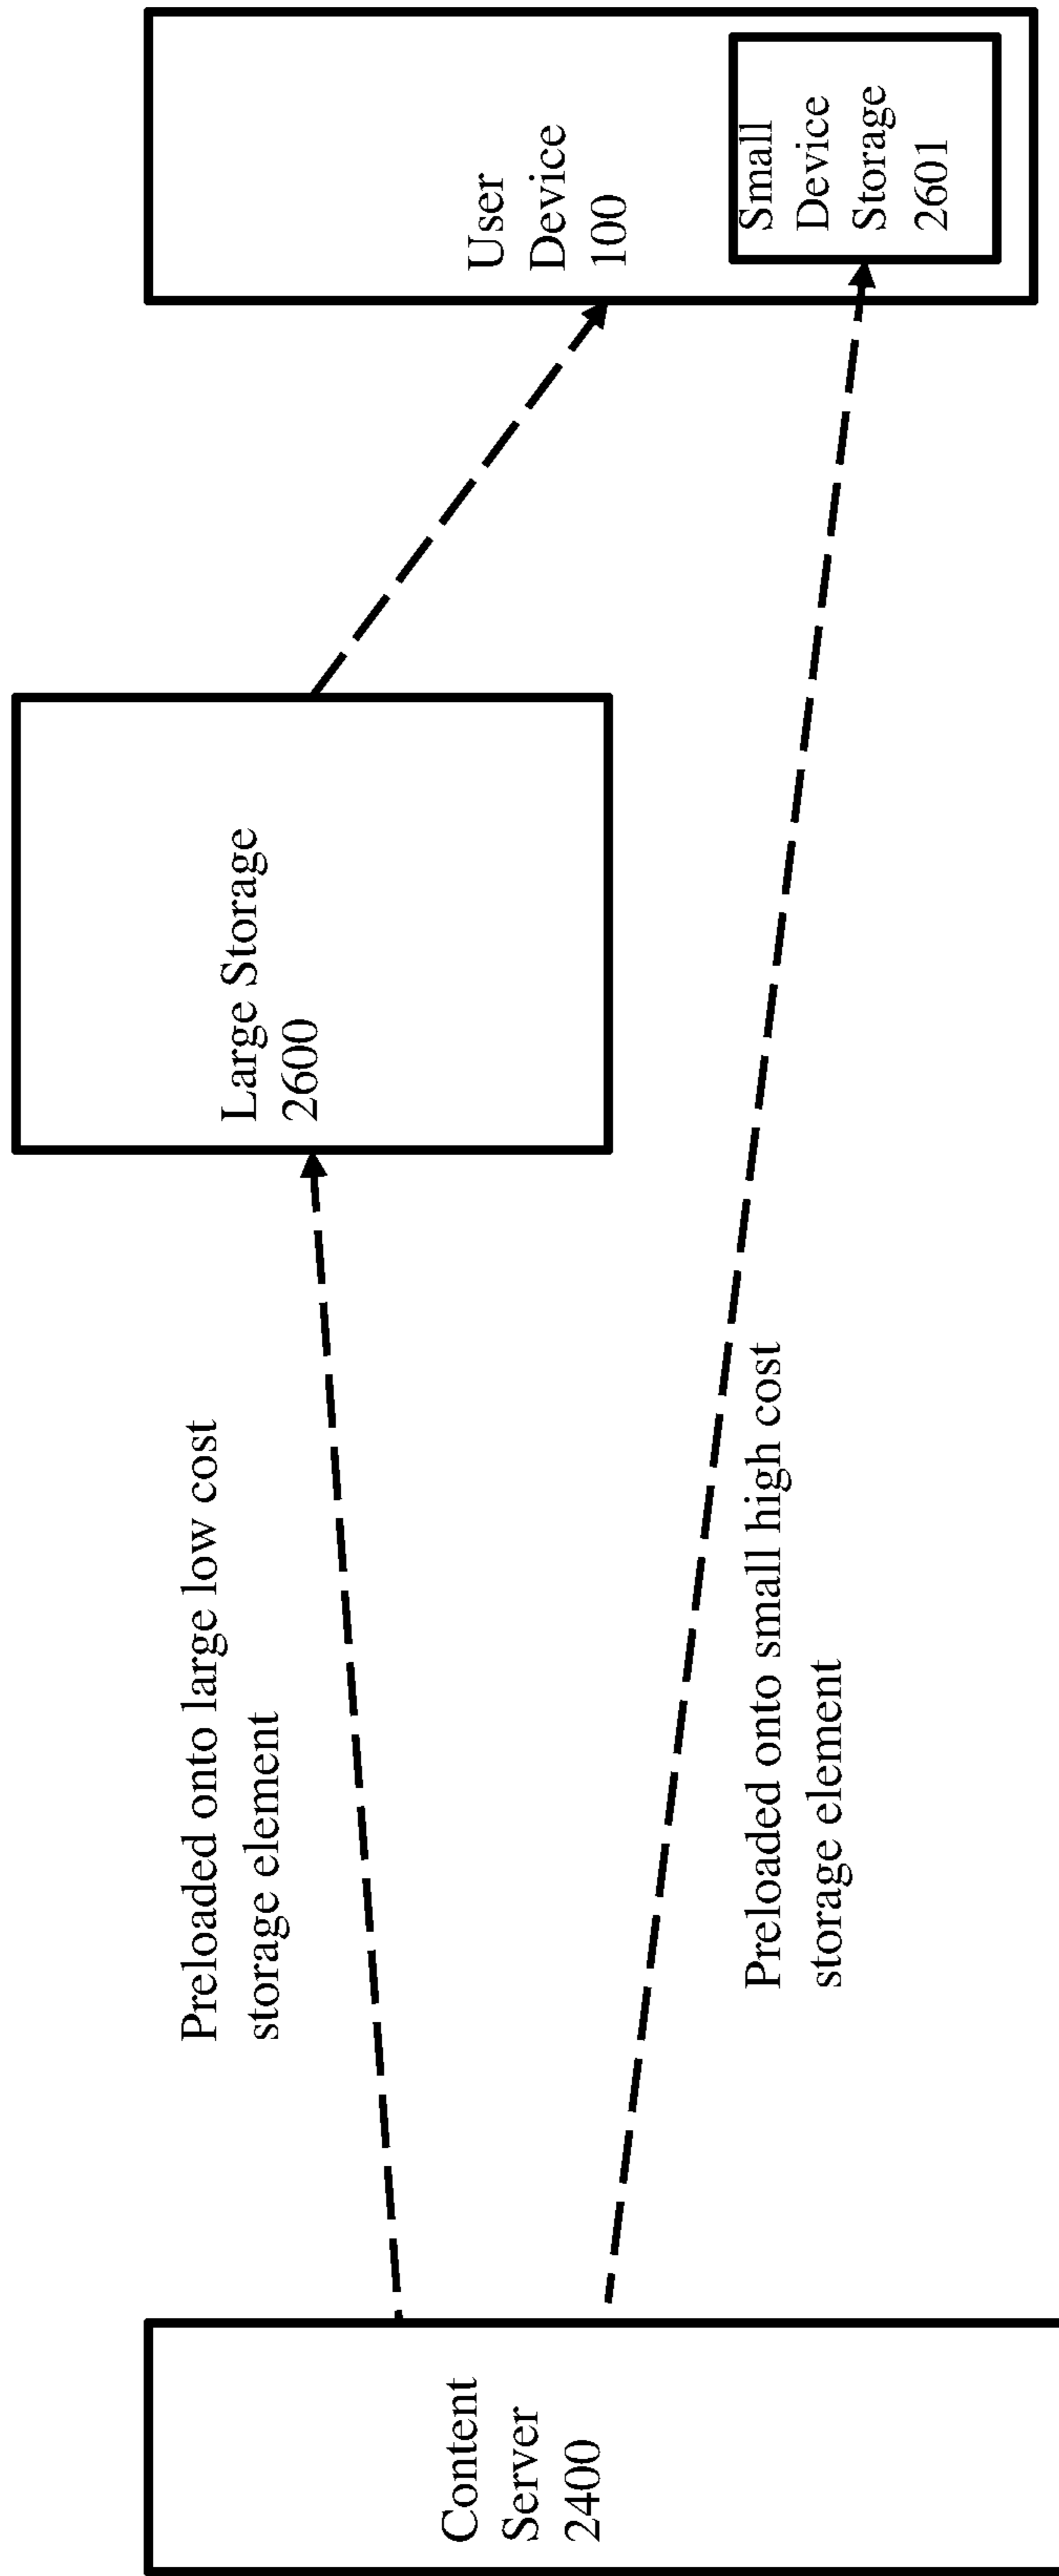 Content
Server
2400
Preloaded onto large low cost
storage element
Preloaded onto small high cost
storage element
Large Storage
2600
User
Device
100
Small
Device
Storage
2601